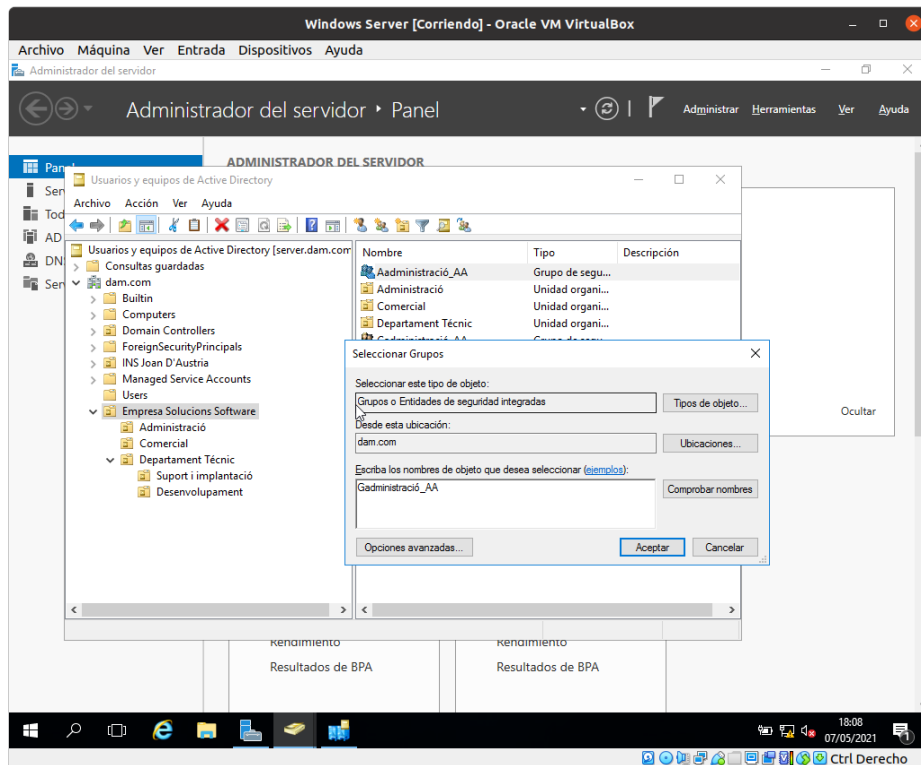 Windows Server [Corriendo] - Oracle VM VirtualBox
Archivo Máquina Ver Entrada Dispositivos Ayuda
Administrador del servidor
Administrador del servidor Panel
Administrar Herramientas Ver Ayuda
ADMINISTRADOR DEL SERVIDOR
Usuarios y equipos de Active Directory
Archivo Acción Ver Ayuda
AD
Usuarios y equipos de Active Directory [server.dam.com
Consultas guardadas
dam.com
Builtin
Computers
Domain Controllers
ForeignSecurityPrincipals
INS Joan D'Austria
Managed Service Accounts
Users
Empresa Solucions Software
Administració
Comercial
Departament Técnic
Suport i implantació
Desenvolupament
Nombre Tipo Descripción
Aadministració_AA Grupo de segu...
Administració Unidad organi...
Comercial Unidad organi...
Departament Tècnic Unidad organi...
Seleccionar Grupos
Seleccionar este tipo de objeto:
Grupos o Entidades de seguridad integradas
Tipos de objeto...
Desde esta ubicación:
dam.com
Ubicaciones...
Escriba los nombres de objeto que desea seleccionar (ejemplos):
Gadministració_AA
Comprobar nombres
Opciones avanzadas...
Aceptar
Cancelar
Ocultar
Rendimiento
Rendimiento
Resultados de BPA
Resultados de BPA
18:08
07/05/2021
1
Ctrl Derecho